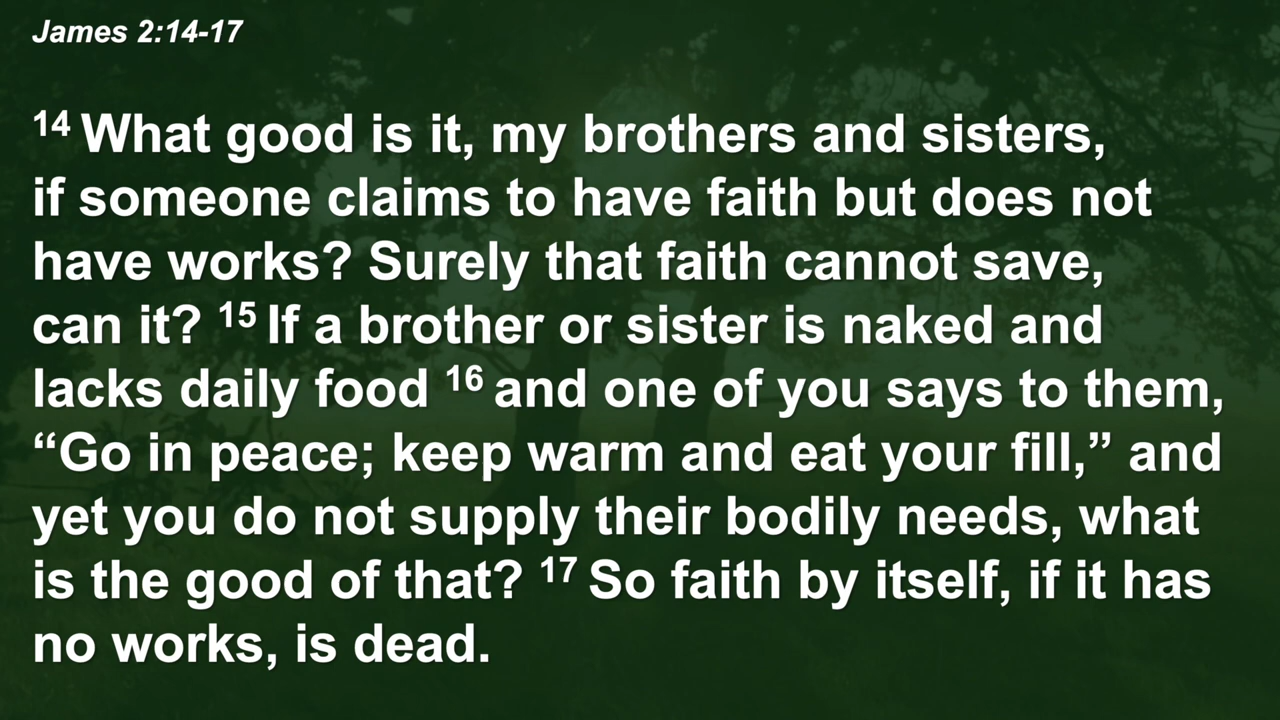 James 2:14-17
14 What good is it, my brothers and sisters,
if someone claims to have faith but does not
have works? Surely that faith cannot save,
can it? 15 If a brother or sister is naked and
lacks daily food 16 and one of you says to them,
“Go in peace; keep warm and eat your fill,” and
yet you do not supply their bodily needs, what
is the good of that? 17 So faith by itself, if it has
no works, is dead.